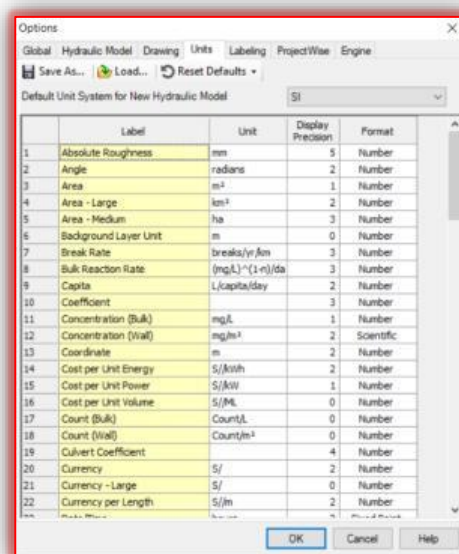 Options
Global Hydraulic Model Drawing Units Labeling ProjectWise Engine
Save As... Load... Reset Defaults
Default Unit System for New Hydraulic Model SI
Label Unit Display Precision Format
1 Absolute Roughness mm 5 Number
2 Angle radians 2 Number
3 Area m² 1 Number
4 Area - Large km² 2 Number
5 Area - Medium ha 3 Number
6 Background Layer Unit m 0 Number
7 Break Rate breaks/yr/km 3 Number
8 Bulk Reaction Rate (mg/L)^(1-n)/da 3 Number
9 Capita L/capita/day 2 Number
10 Coefficient 3 Number
11 Concentration (Bulk) mg/L 1 Number
12 Concentration (Wall) mg/m² 2 Scientific
13 Coordinate m 2 Number
14 Cost per Unit Energy S//kWh 2 Number
15 Cost per Unit Power S//kW 1 Number
16 Cost per Unit Volume S//ML 0 Number
17 Count (Bulk) Count/L 0 Number
18 Count (Wall) Count/m² 0 Number
19 Culvert Coefficient 4 Number
20 Currency S/ 2 Number
21 Currency - Large S/ 0 Number
22 Currency per Length S//m 2 Number
OK Cancel Help